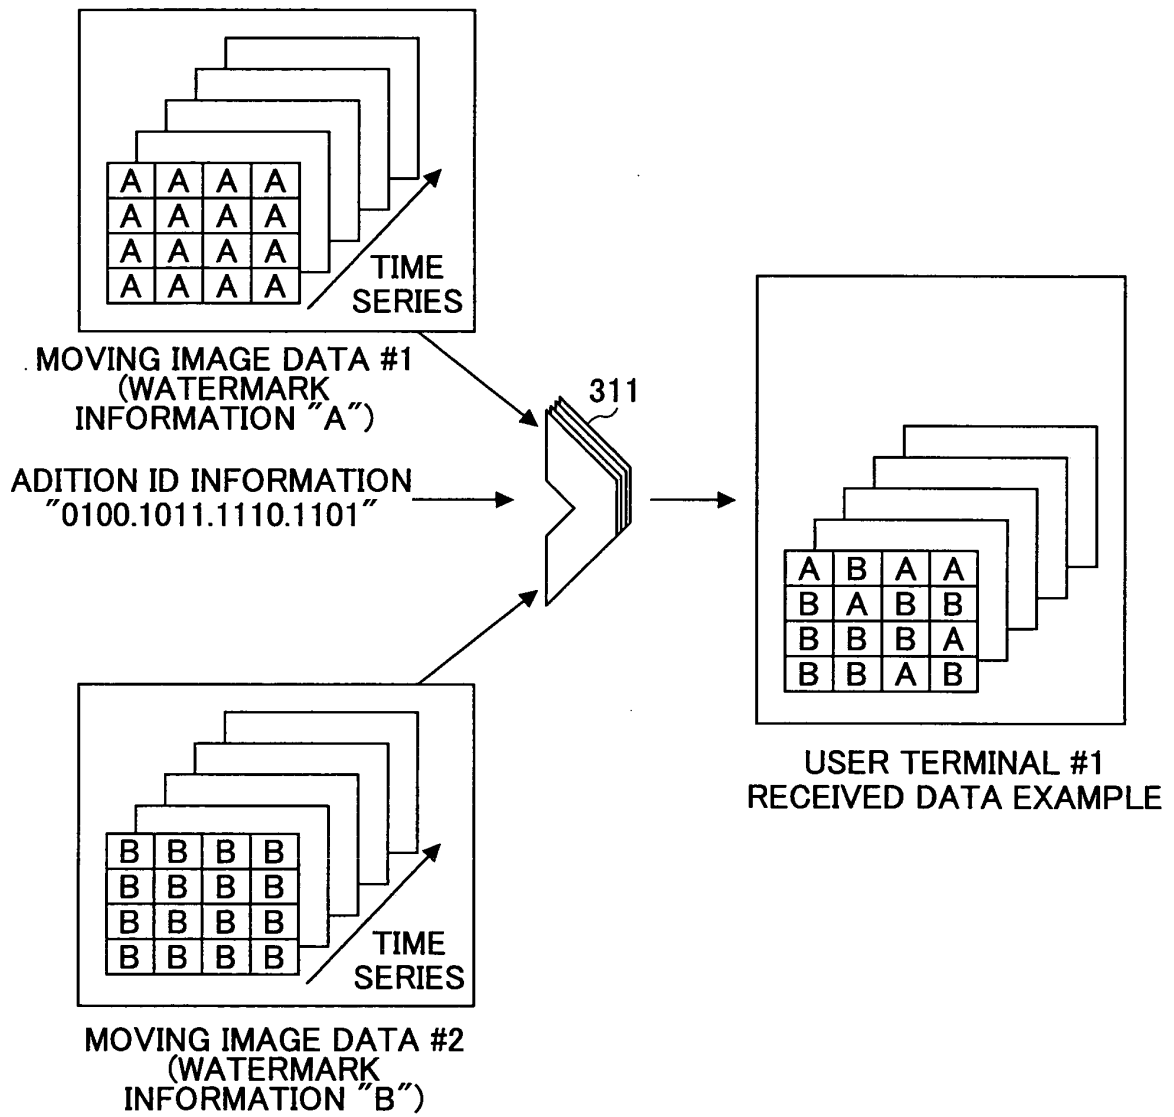 A A A A
A A A A
A A A A
A A A A
TIME
SERIES
MOVING IMAGE DATA #1
(WATERMARK
INFORMATION "A")
311
ADITION ID INFORMATION
"0100.1011.1110.1101"
A B A A
B A B B
B B B A
B B A B
USER TERMINAL #1
RECEIVED DATA EXAMPLE
B B B B
B B B B
B B B B
B B B B
TIME
SERIES
MOVING IMAGE DATA #2
(WATERMARK
INFORMATION "B")